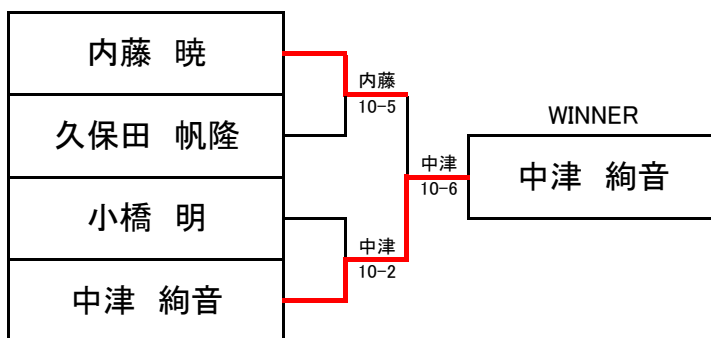 内藤 暁
久保田 帆隆
小橋 明
中津 絢音
内藤
10-5
中津
10-2
中津
10-6
WINNER
中津 絢音